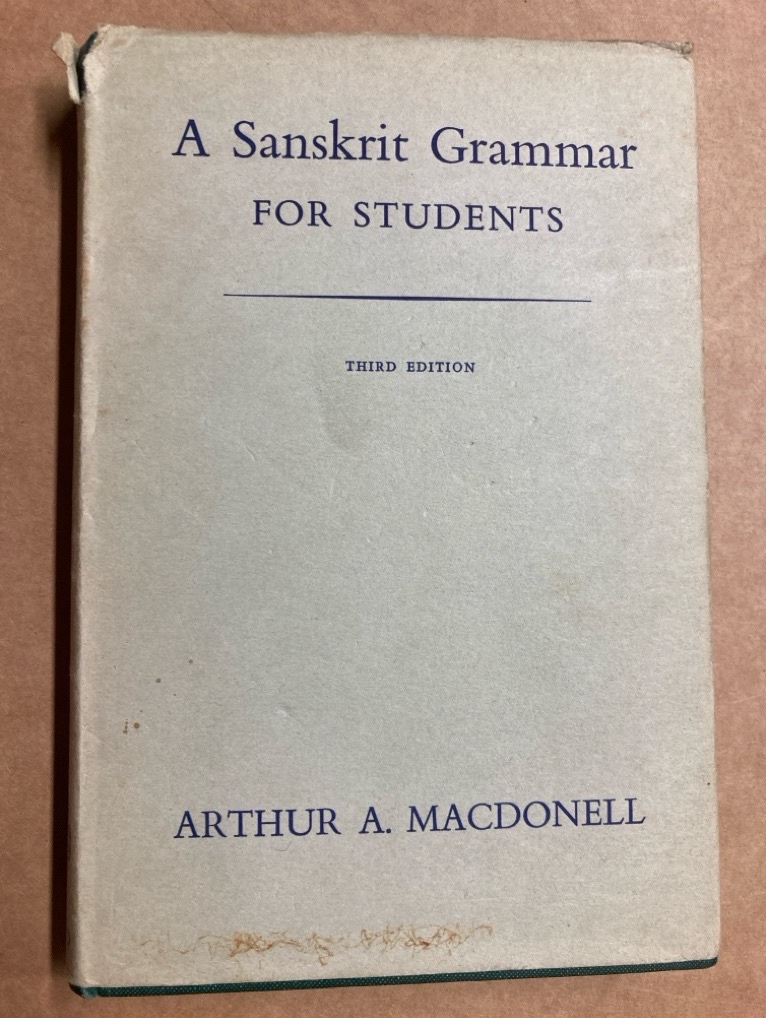 A Sanskrit Grammar
FOR STUDENTS
THIRD EDITION
ARTHUR A. MACDONELL